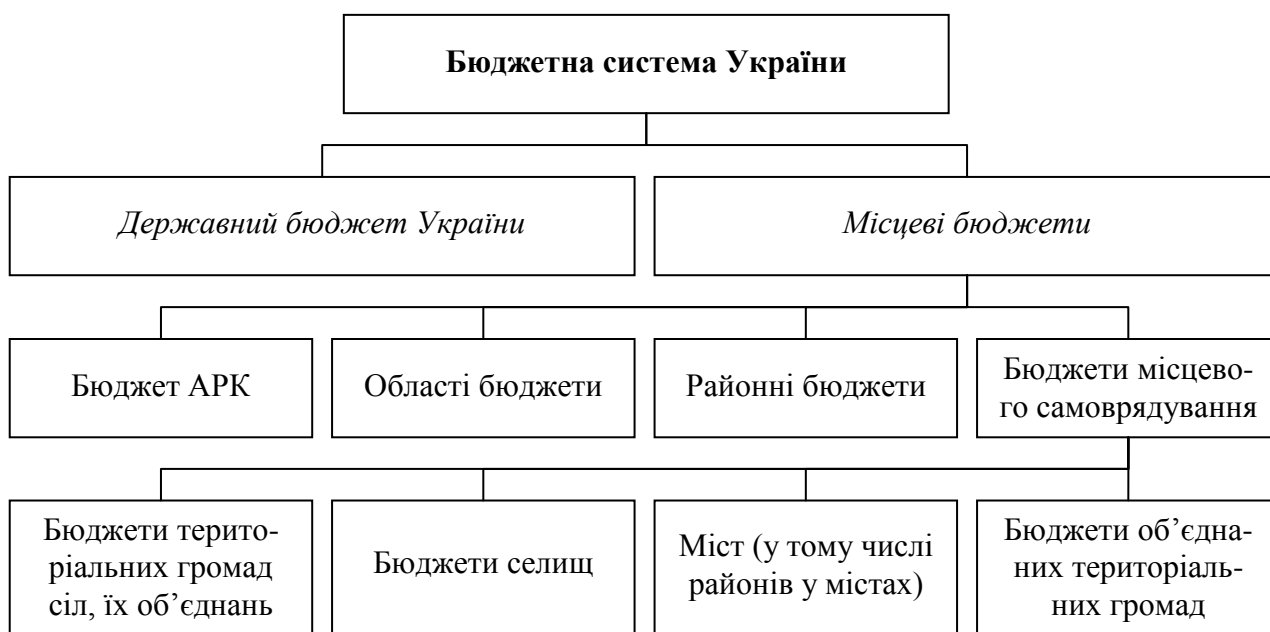 Бюджетна система України
Державний бюджет України
Місцеві бюджети
Бюджет АРК
Області бюджети
Районні бюджети
Бюджети місцево-
го самоврядування
Бюджети територі-
ріальних громад
сіл, їх об’єднань
Бюджети селищ
Міст (у тому числі
районів у містах)
Бюджети об’єдна-
них територіаль-
них громад